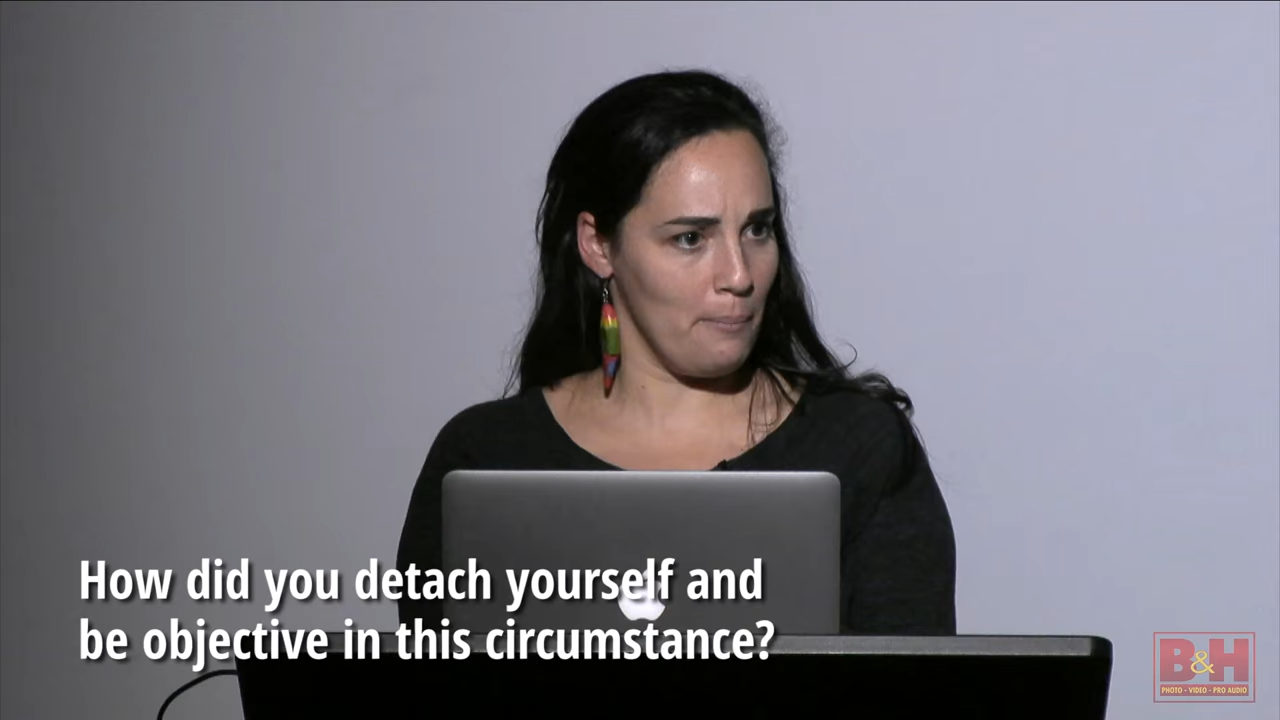 How did you detach yourself and
be objective in this circumstance?
B&H
PHOTO - VIDEO - PRO AUDIO